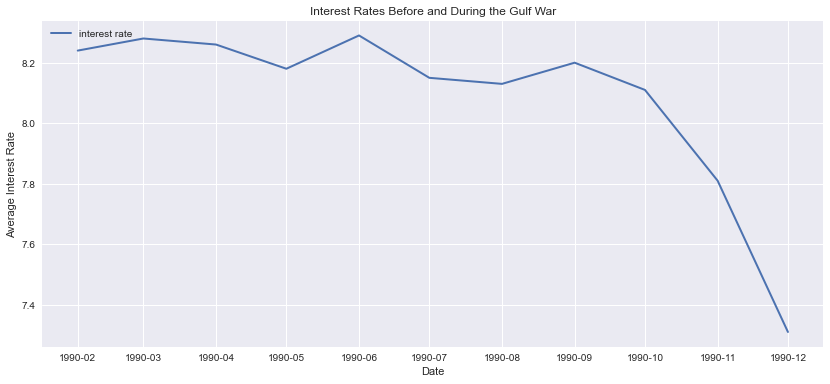 Interest Rates Before and During the Gulf War
interest rate
8.2
8.0
7.8
7.6
7.4
Average Interest Rate
1990-02 1990-03 1990-04 1990-05 1990-06 1990-07 1990-08 1990-09 1990-10 1990-11 1990-12
Date